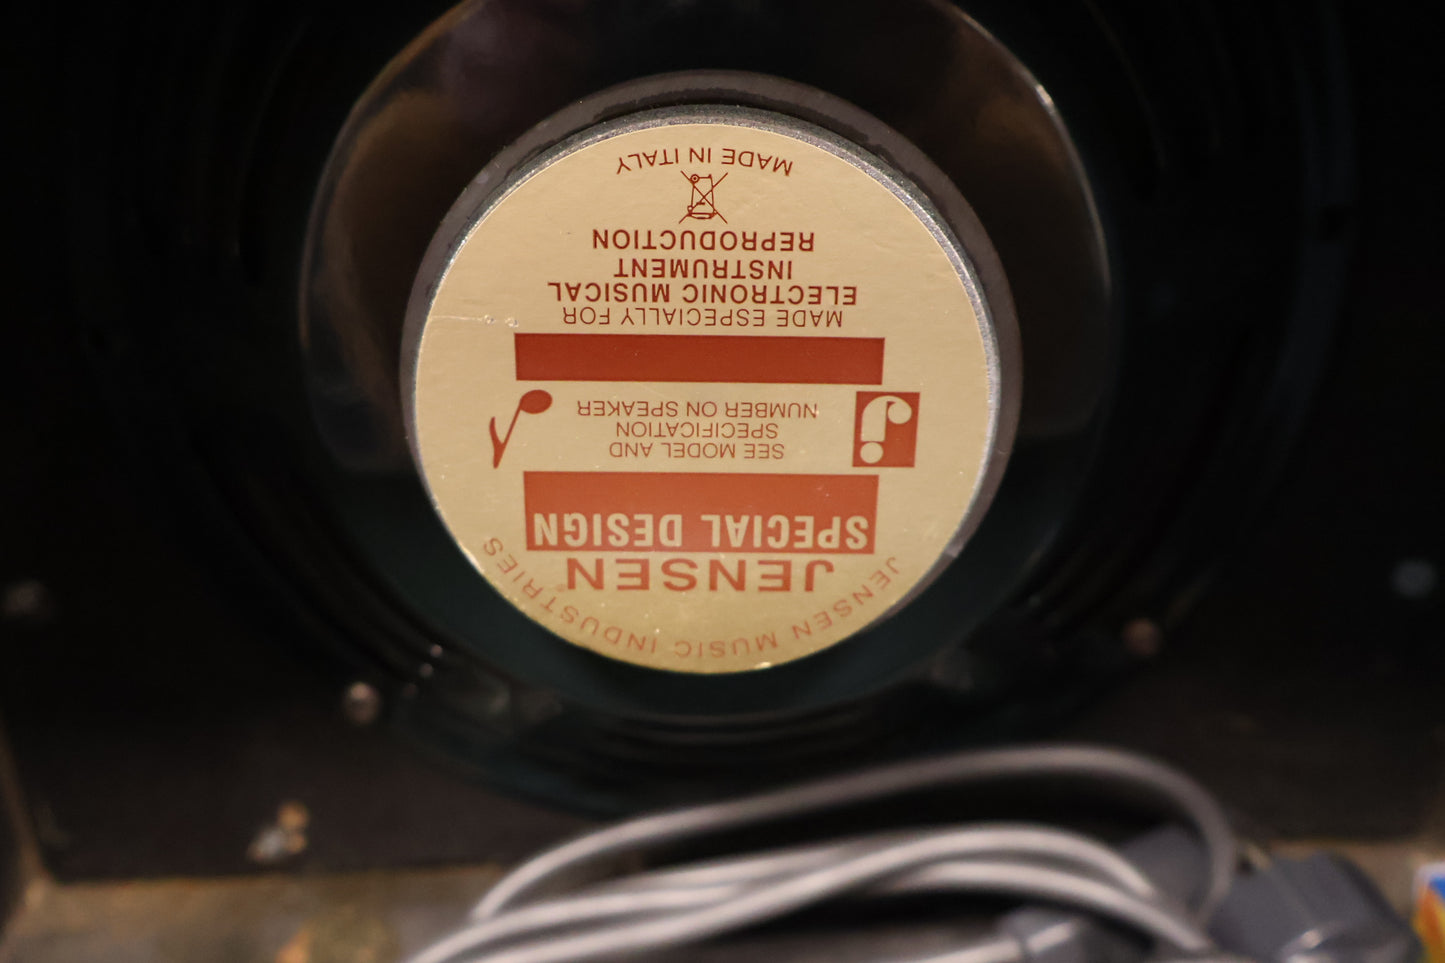 JENSEN MUSIC INDUSTRIES
JENSEN®
SPECIAL DESIGN
SEE MODEL AND
SPECIFICATION
NUMBER ON SPEAKER
MADE ESPECIALLY FOR
ELECTRONIC MUSICAL
INSTRUMENT
REPRODUCTION
MADE IN ITALY